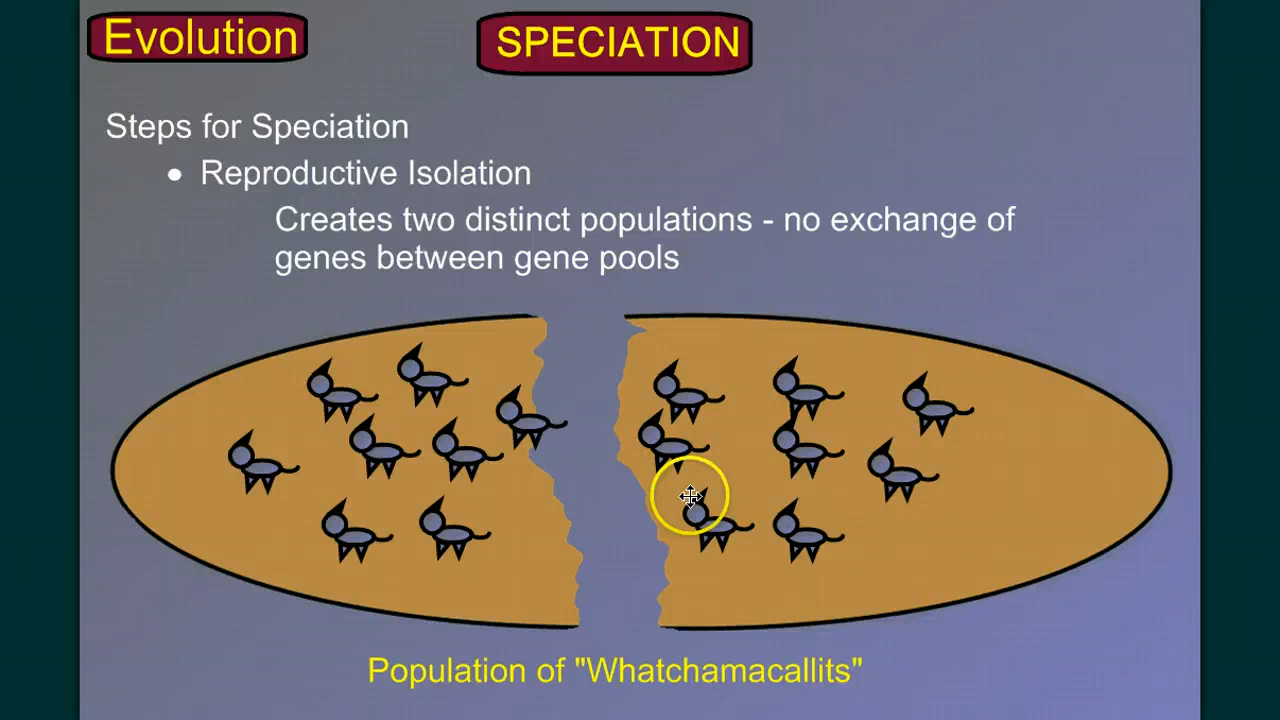 Evolution
SPECIATION
Steps for Speciation
• Reproductive Isolation
Creates two distinct populations - no exchange of
genes between gene pools
Population of "Whatchamacallits"